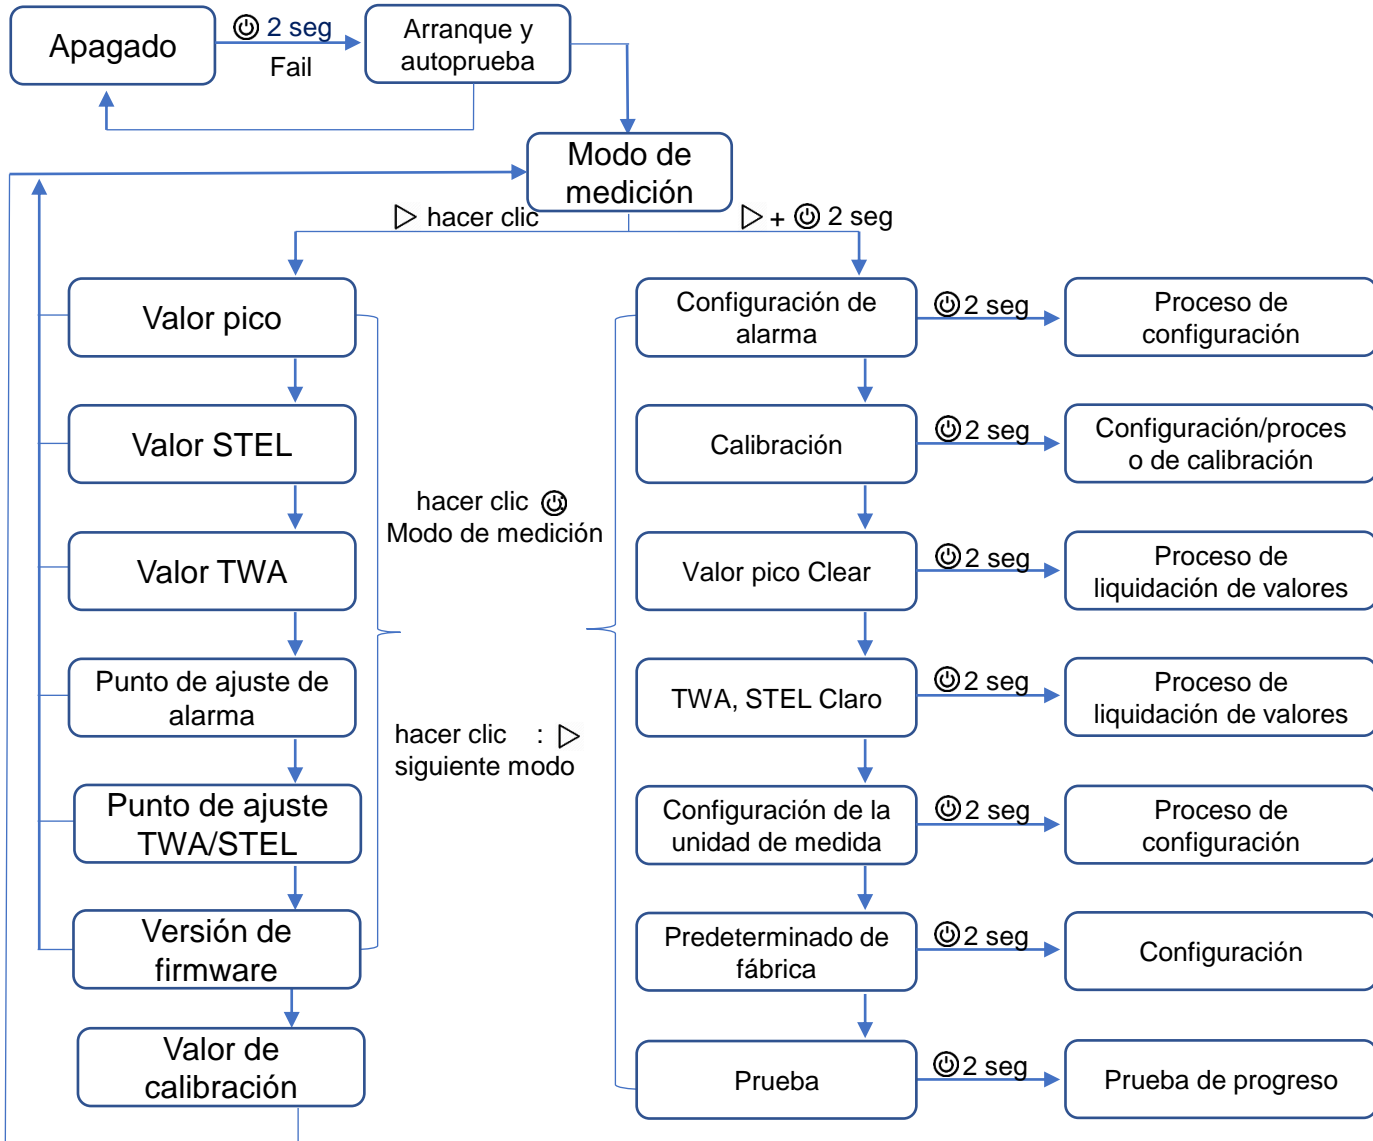 Apagado
2 seg
Fail
Arranque y
autoprueba
Modo de
medición
hacer clic
+ 2 seg
Valor pico
Valor STEL
Valor TWA
Punto de ajuste de
alarma
Punto de ajuste
TWA/STEL
Versión de
firmware
Valor de
calibración
hacer clic
Modo de medición
hacer clic :
siguiente modo
Configuración de
alarma
2 seg
Proceso de
configuración
Calibración
2 seg
Configuración/proces
o de calibración
Valor pico Clear
2 seg
Proceso de
liquidación de valores
TWA, STEL Claro
2 seg
Proceso de
liquidación de valores
Configuración de la
unidad de medida
2 seg
Proceso de
configuración
Predeterminado de
fábrica
2 seg
Configuración
Prueba
2 seg
Prueba de progreso